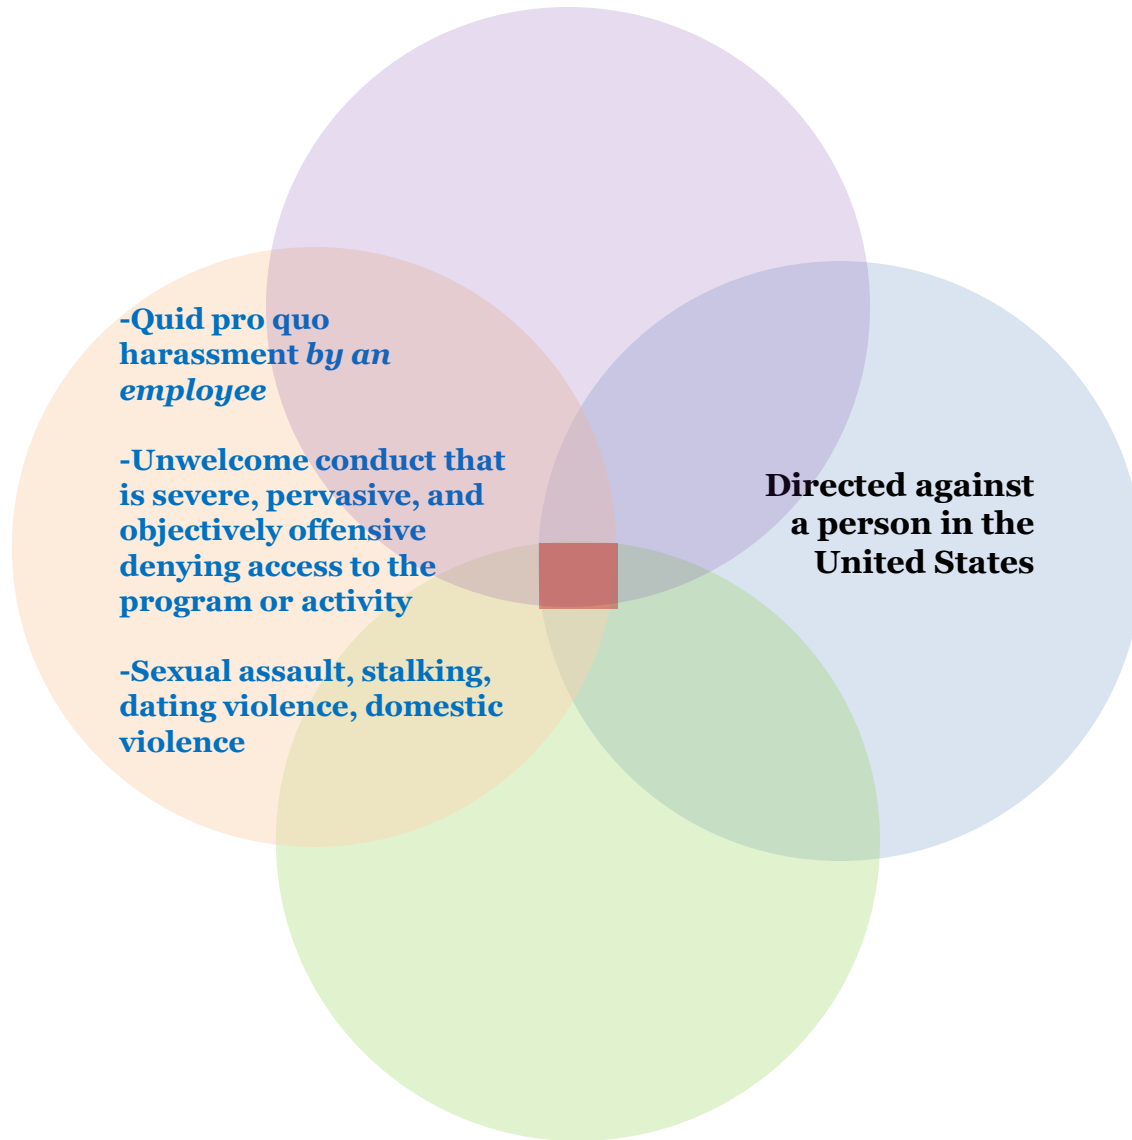 -Quid pro quo
harassment by an
employee
-Unwelcome conduct that
is severe, pervasive, and
objectively offensive
denying access to the
program or activity
-Sexual assault, stalking,
dating violence, domestic
violence
Directed against
a person in the
United States